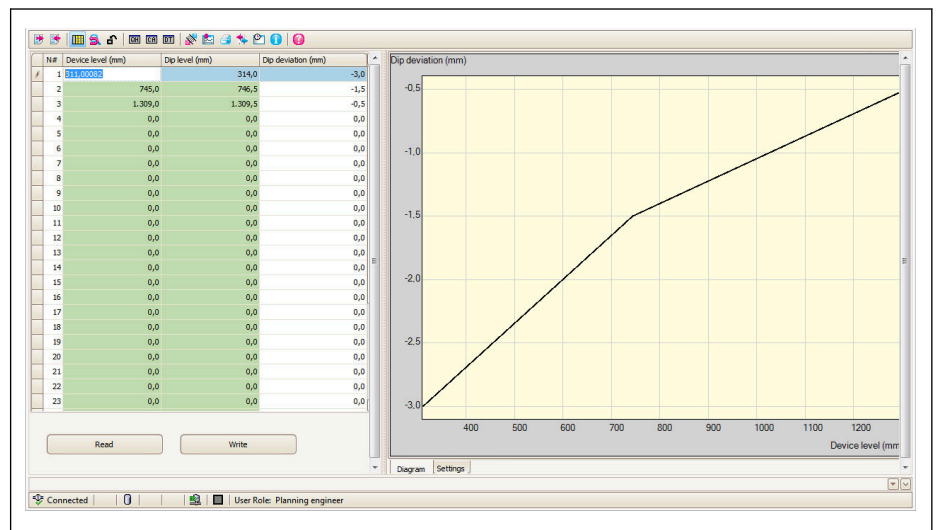 GH CA DT
N# Device level (mm) Dip level (mm) Dip deviation (mm)
1 311,00082 314,0 -3,0
2 745,0 746,5 -1,5
3 1.309,0 1.309,5 -0,5
4 0,0 0,0 0,0
5 0,0 0,0 0,0
6 0,0 0,0 0,0
7 0,0 0,0 0,0
8 0,0 0,0 0,0
9 0,0 0,0 0,0
10 0,0 0,0 0,0
11 0,0 0,0 0,0
12 0,0 0,0 0,0
13 0,0 0,0 0,0
14 0,0 0,0 0,0
15 0,0 0,0 0,0
16 0,0 0,0 0,0
17 0,0 0,0 0,0
18 0,0 0,0 0,0
19 0,0 0,0 0,0
20 0,0 0,0 0,0
21 0,0 0,0 0,0
22 0,0 0,0 0,0
23 0,0 0,0 0,0
Read Write
Dip deviation (mm)
-0,5
-1,0
-1.5
-2.0
-2.5
-3.0
400 500 600 700 800 900 1000 1100 1200
Device level (mm
Diagram Settings
Connected User Role: Planning engineer